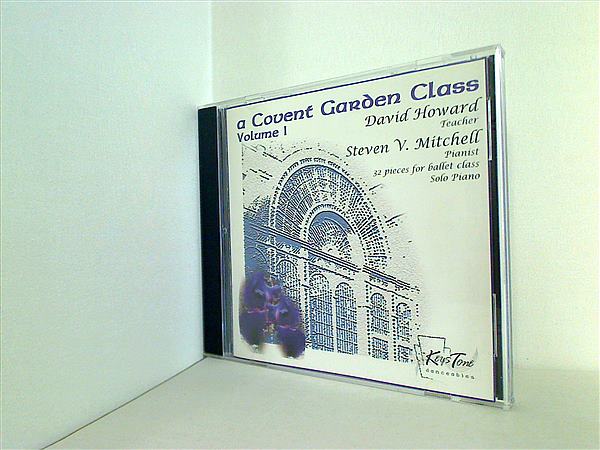 a Covent Garden Class
Volume 1
David Howard
Teacher
Steven V. Mitchell
Pianist
32 pieces for ballet class
Solo Piano
KeysTone
danceables